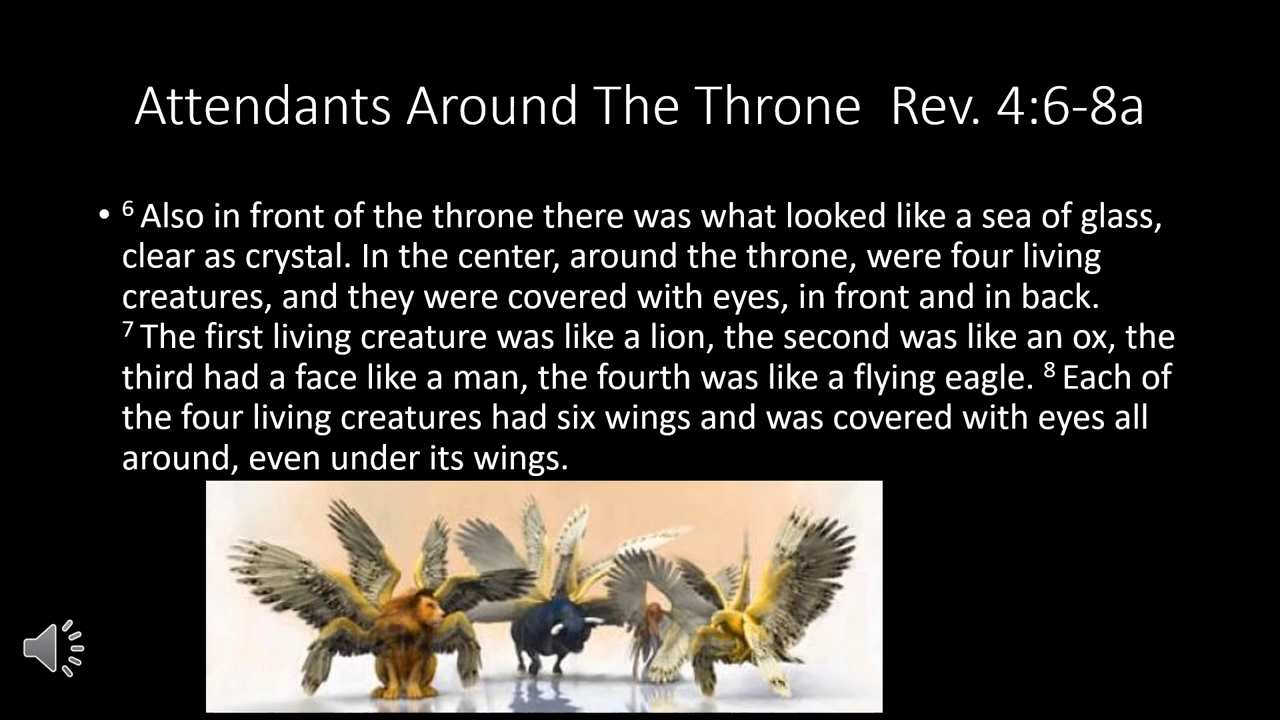 Attendants Around The Throne  Rev. 4:6-8a
• ⁶ Also in front of the throne there was what looked like a sea of glass,
clear as crystal. In the center, around the throne, were four living
creatures, and they were covered with eyes, in front and in back.
⁷ The first living creature was like a lion, the second was like an ox, the
third had a face like a man, the fourth was like a flying eagle. ⁸ Each of
the four living creatures had six wings and was covered with eyes all
around, even under its wings.